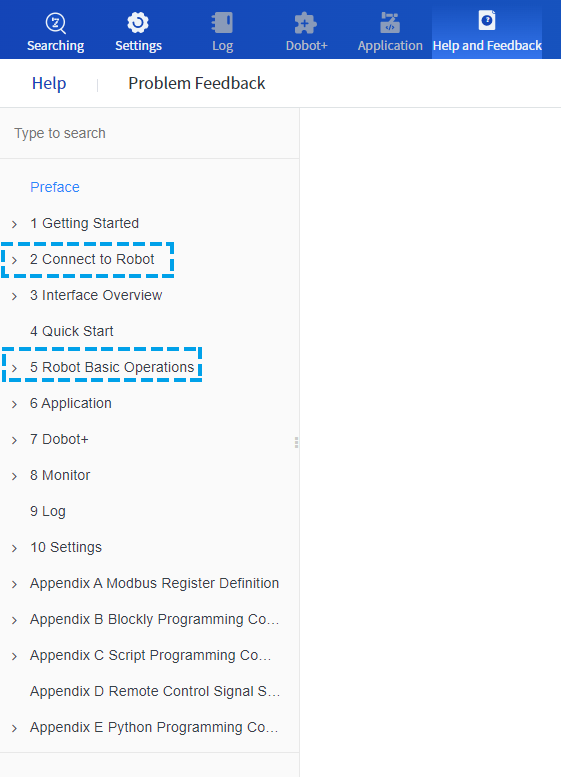 Searching Settings Log Dobot+ Application Help and Feedback
Help Problem Feedback
Type to search
Preface
1 Getting Started
2 Connect to Robot
3 Interface Overview
4 Quick Start
5 Robot Basic Operations
6 Application
7 Dobot+
8 Monitor
9 Log
10 Settings
Appendix A Modbus Register Definition
Appendix B Blockly Programming Co...
Appendix C Script Programming Co...
Appendix D Remote Control Signal S...
Appendix E Python Programming Co...